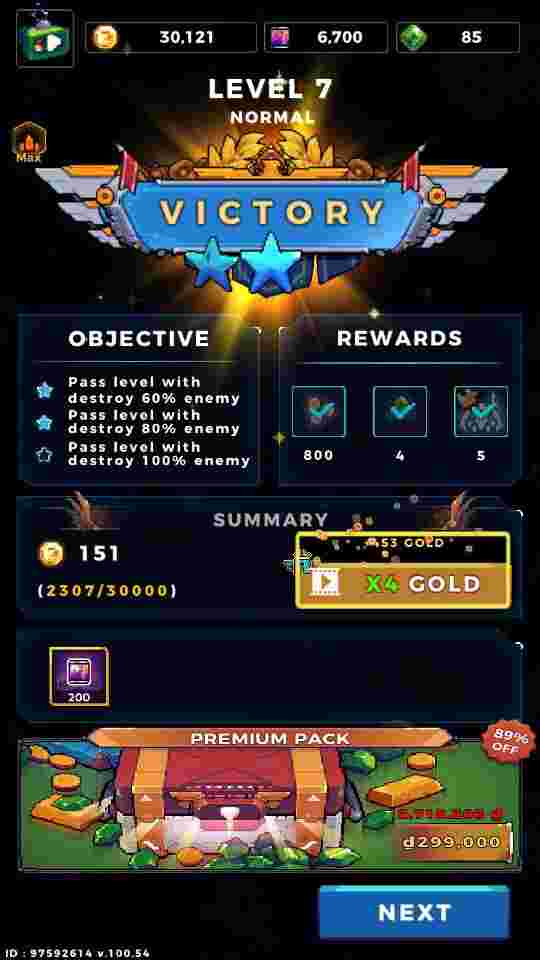 30,121
6,700
85
LEVEL 7
NORMAL
Max
VICTORY
OBJECTIVE
Pass level with
destroy 60% enemy
Pass level with
destroy 80% enemy
Pass level with
destroy 100% enemy
REWARDS
800
4
5
SUMMARY
151
(2307/30000)
GOLD
X4 GOLD
200
PREMIUM PACK
89%
OFF
đ299,000
NEXT
ID : 97592614 v.100.54